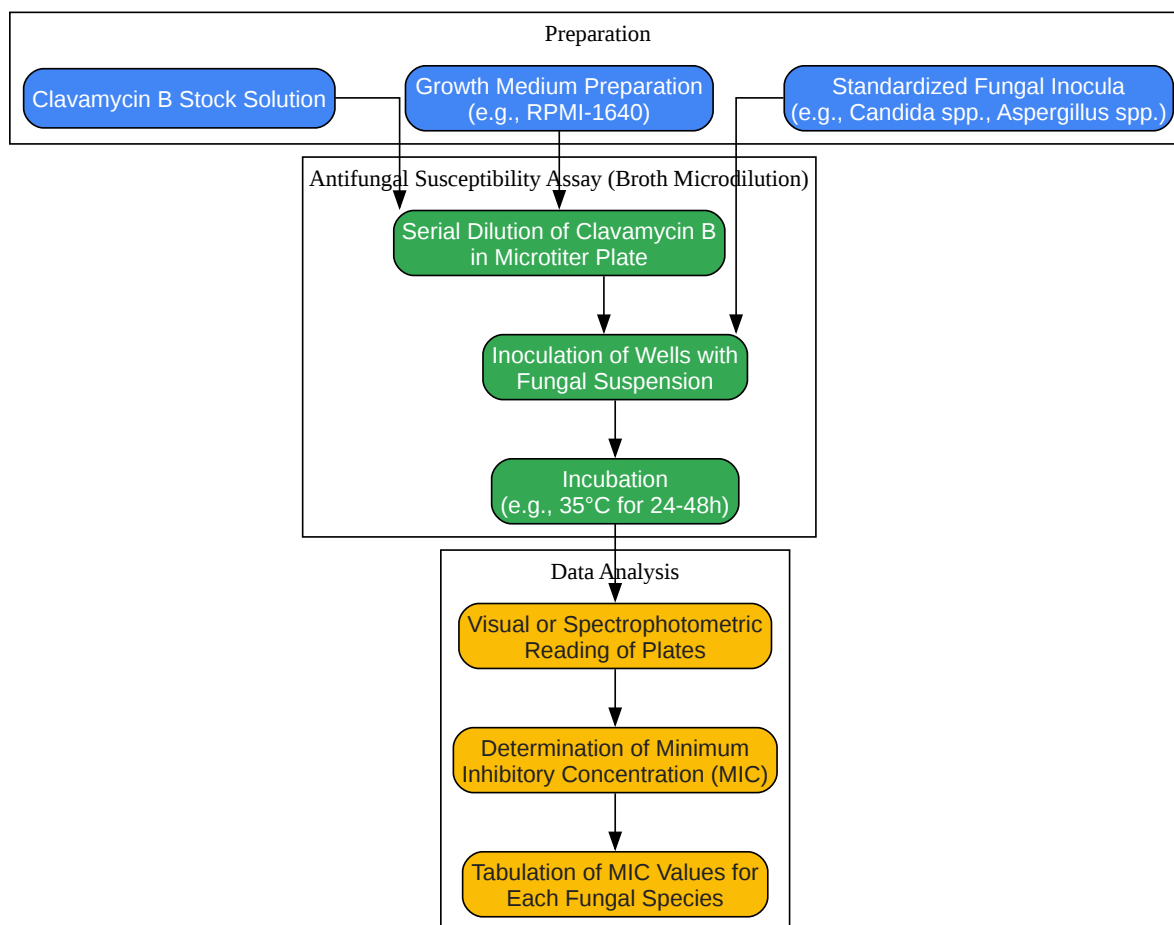 Preparation
Clavamycin B Stock Solution
Growth Medium Preparation
(e.g., RPMI-1640)
Standardized Fungal Inocula
(e.g., Candida spp., Aspergillus spp.)
Antifungal Susceptibility Assay (Broth Microdilution)
Serial Dilution of Clavamycin B
in Microtiter Plate
Inoculation of Wells with
Fungal Suspension
Incubation
(e.g., 35°C for 24-48h)
Data Analysis
Visual or Spectrophotometric
Reading of Plates
Determination of Minimum
Inhibitory Concentration (MIC)
Tabulation of MIC Values for
Each Fungal Species